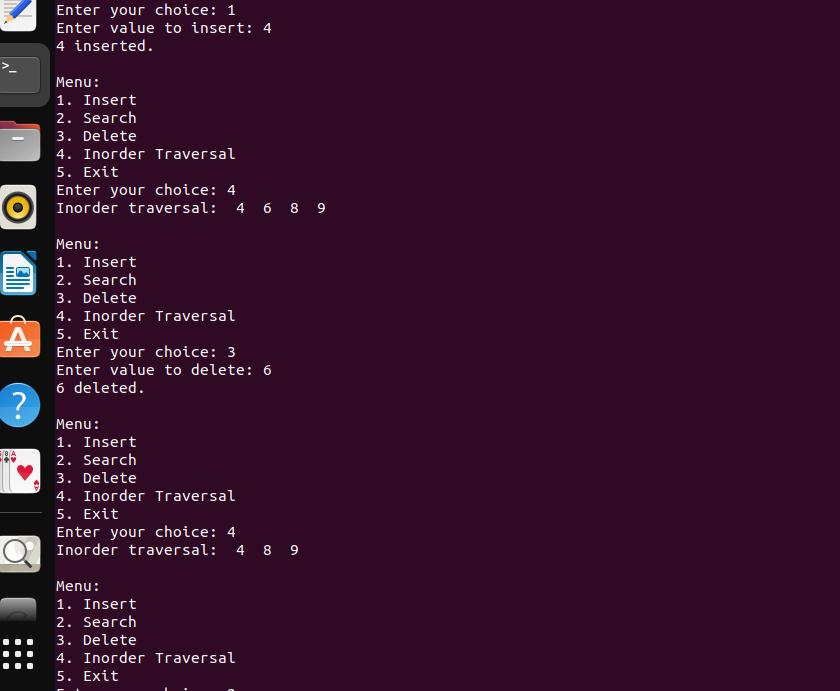 Enter your choice: 1
Enter value to insert: 4
4 inserted.
Menu:
1. Insert
2. Search
3. Delete
4. Inorder Traversal
5. Exit
Enter your choice: 4
Inorder traversal:  4  6  8  9
Menu:
1. Insert
2. Search
3. Delete
4. Inorder Traversal
5. Exit
Enter your choice: 3
Enter value to delete: 6
6 deleted.
Menu:
1. Insert
2. Search
3. Delete
4. Inorder Traversal
5. Exit
Enter your choice: 4
Inorder traversal:  4  8  9
Menu:
1. Insert
2. Search
3. Delete
4. Inorder Traversal
5. Exit